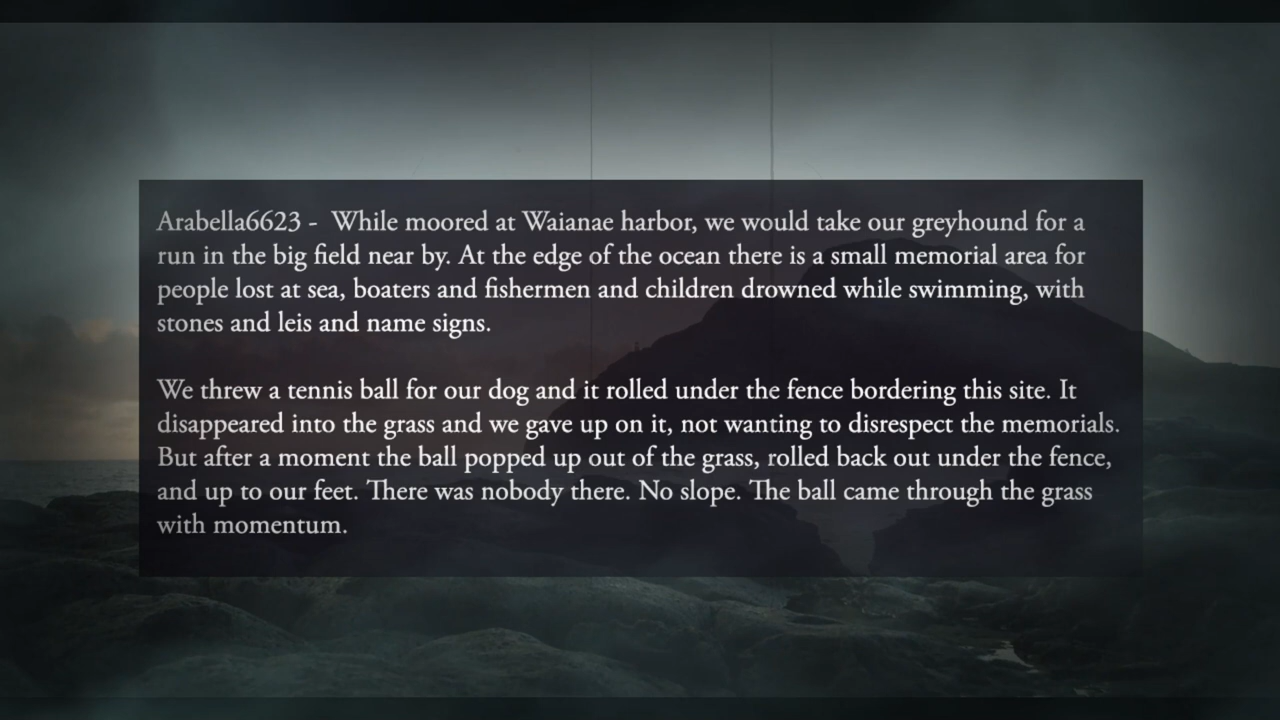 Arabella6623 - While moored at Waianae harbor, we would take our greyhound for a
run in the big field near by. At the edge of the ocean there is a small memorial area for
people lost at sea, boaters and fishermen and children drowned while swimming, with
stones and leis and name signs.
We threw a tennis ball for our dog and it rolled under the fence bordering this site. It
disappeared into the grass and we gave up on it, not wanting to disrespect the memorials.
But after a moment the ball popped up out of the grass, rolled back out under the fence,
and up to our feet. There was nobody there. No slope. The ball came through the grass
with momentum.